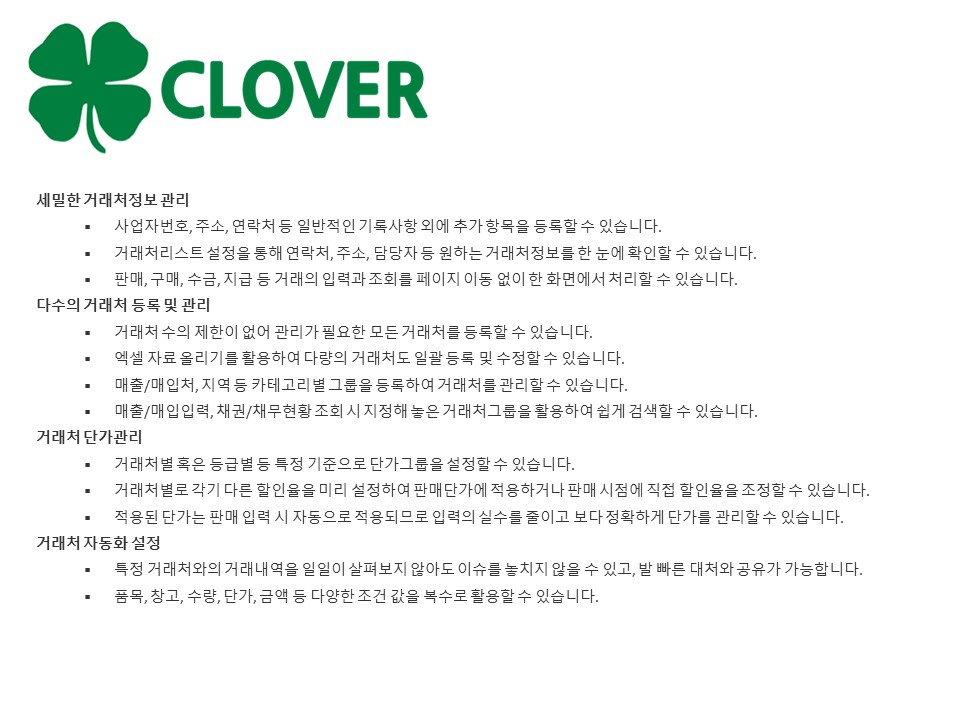 CLOVER
세밀한 거래처정보 관리
▪ 사업자번호, 주소, 연락처 등 일반적인 기록사항 외에 추가 항목을 등록할 수 있습니다.
▪ 거래처리스트 설정을 통해 연락처, 주소, 담당자 등 원하는 거래처정보를 한 눈에 확인할 수 있습니다.
▪ 판매, 구매, 수금, 지급 등 거래의 입력과 조회를 페이지 이동 없이 한 화면에서 처리할 수 있습니다.
다수의 거래처 등록 및 관리
▪ 거래처 수의 제한이 없어 관리가 필요한 모든 거래처를 등록할 수 있습니다.
▪ 엑셀 자료 올리기를 활용하여 다량의 거래처도 일괄 등록 및 수정할 수 있습니다.
▪ 매출/매입처, 지역 등 카테고리별 그룹을 등록하여 거래처를 관리할 수 있습니다.
▪ 매출/매입입력, 채권/채무현황 조회 시 지정해 놓은 거래처그룹을 활용하여 쉽게 검색할 수 있습니다.
거래처 단가관리
▪ 거래처별 혹은 등급별 등 특정 기준으로 단가그룹을 설정할 수 있습니다.
▪ 거래처별로 각기 다른 할인율을 미리 설정하여 판매단가에 적용하거나 판매 시점에 직접 할인율을 조정할 수 있습니다.
▪ 적용된 단가는 판매 입력 시 자동으로 적용되므로 입력의 실수를 줄이고 보다 정확하게 단가를 관리할 수 있습니다.
거래처 자동화 설정
▪ 특정 거래처와의 거래내역을 일일이 살펴보지 않아도 이슈를 놓치지 않을 수 있고, 발 빠른 대처와 공유가 가능합니다.
▪ 품목, 창고, 수량, 단가, 금액 등 다양한 조건 값을 복수로 활용할 수 있습니다.